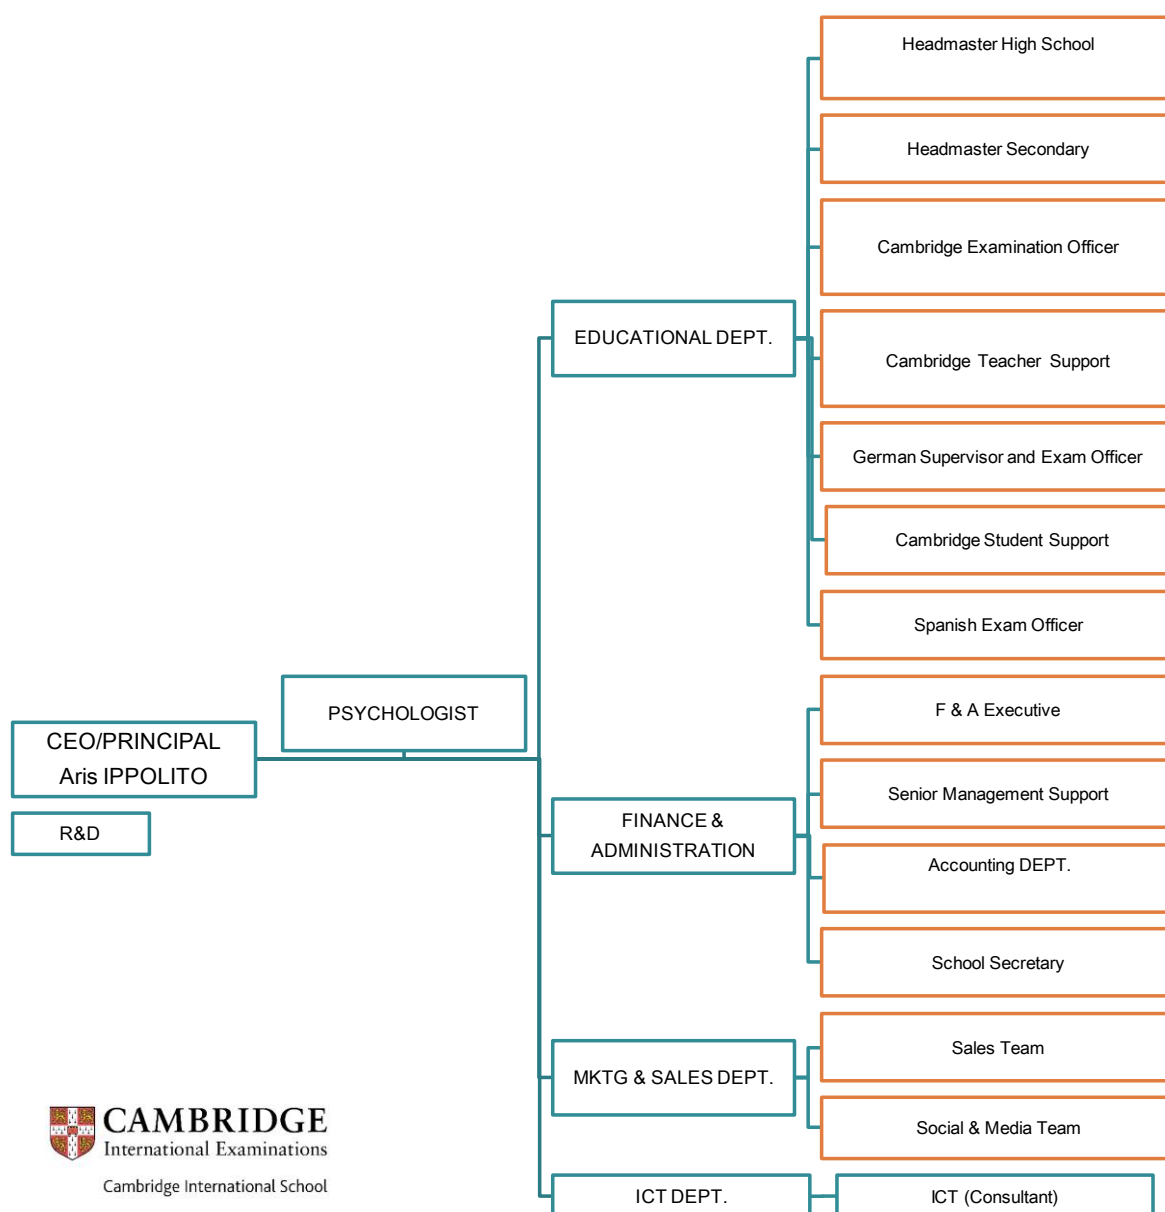 Headmaster High School
Headmaster Secondary
Cambridge Examination Officer
EDUCATIONAL DEPT.
Cambridge Teacher Support
German Supervisor and Exam Officer
Cambridge Student Support
Spanish Exam Officer
PSYCHOLOGIST
F & A Executive
CEO/PRINCIPAL
Aris IPPOLITO
R&D
Senior Management Support
FINANCE &
ADMINISTRATION
Accounting DEPT.
School Secretary
Sales Team
MKTG & SALES DEPT.
Social & Media Team
CAMBRIDGE
International Examinations
Cambridge International School
ICT DEPT.
ICT (Consultant)